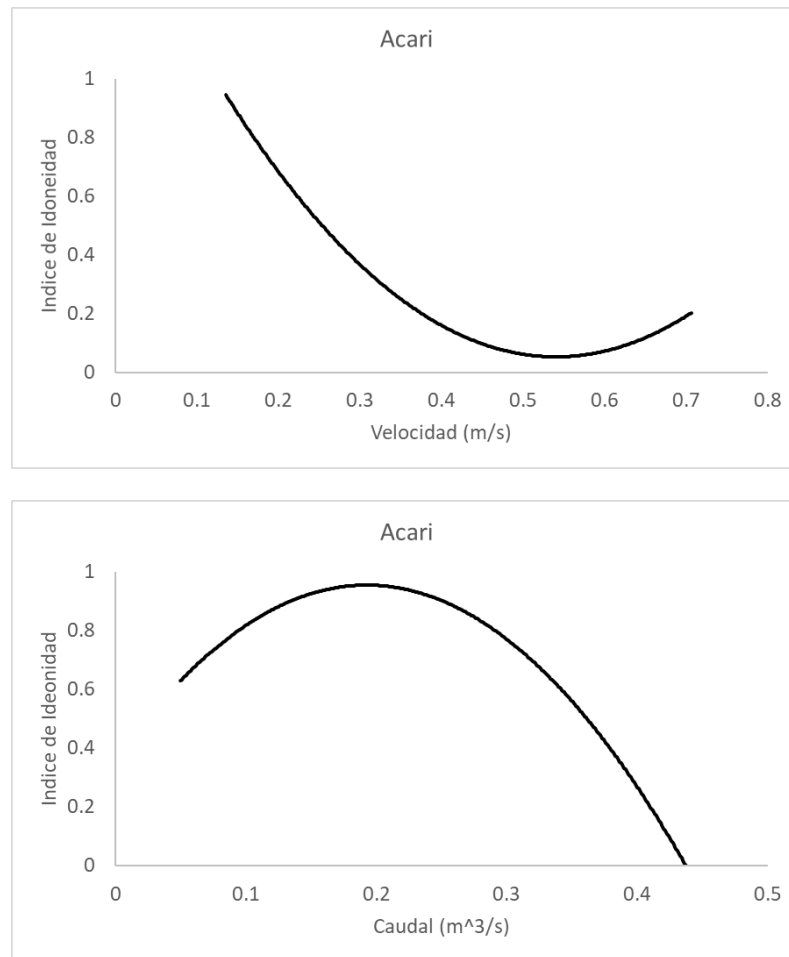 Acari
Indice de Idoneidad
1
0.8
0.6
0.4
0.2
0
0 0.1 0.2 0.3 0.4 0.5 0.6 0.7 0.8
Velocidad (m/s)
Acari
Indice de Ideonidad
1
0.8
0.6
0.4
0.2
0
0 0.1 0.2 0.3 0.4 0.5
Caudal (m^3/s)